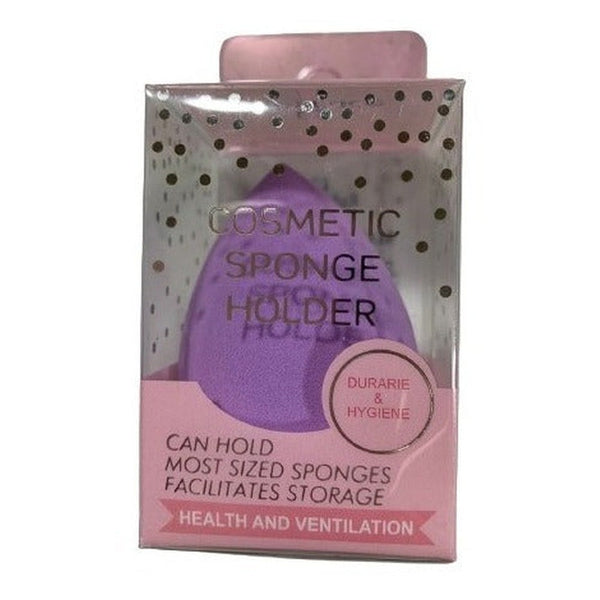 COSMETIC
SPONGE
HOLDER
DURARIE
&
HYGIENE
CAN HOLD
MOST SIZED SPONGES
FACILITATES STORAGE
HEALTH AND VENTILATION